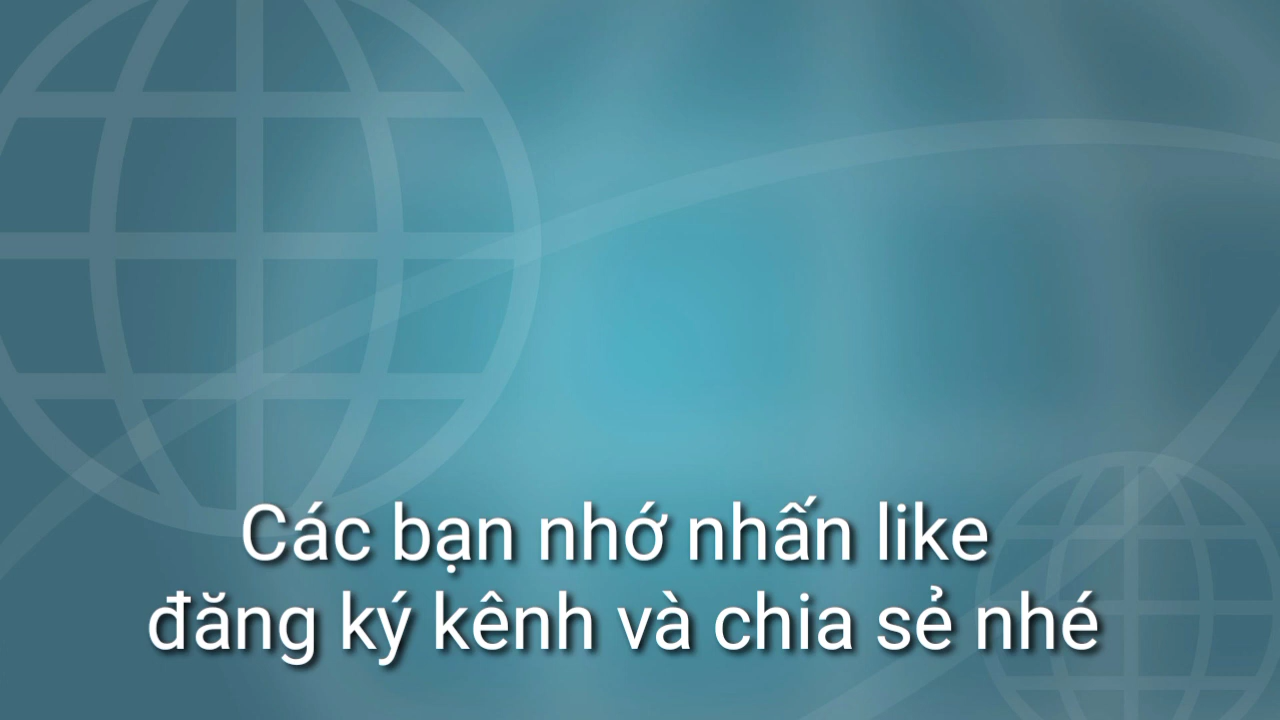 Các bạn nhớ nhấn like
đăng ký kênh và chia sẻ nhé